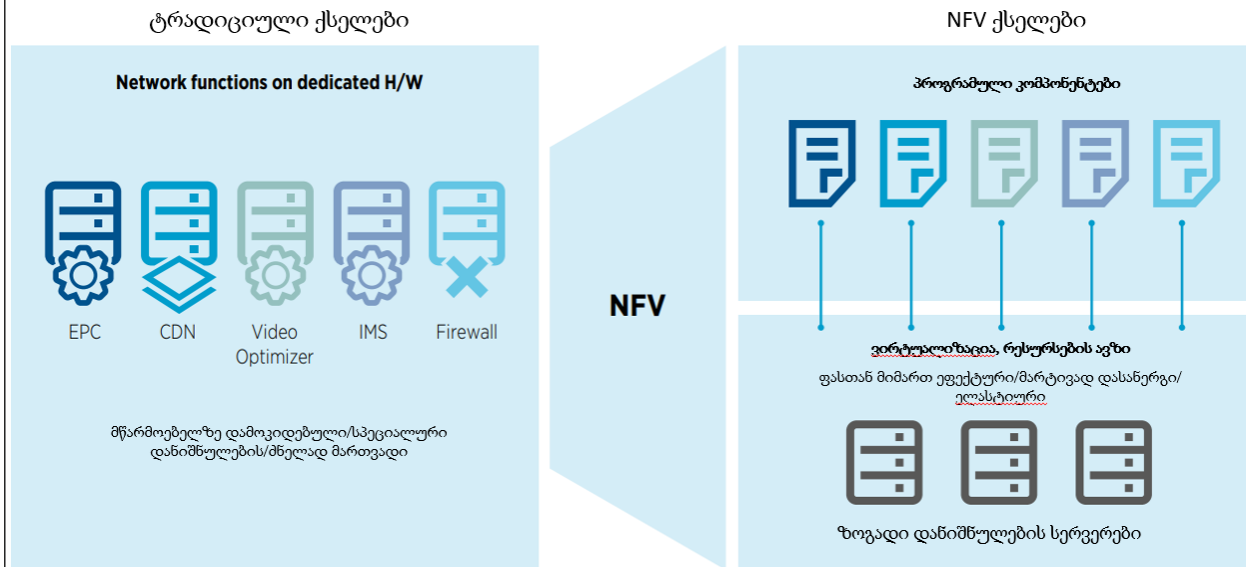 ტრადიციული ქსელები
Network functions on dedicated H/W
EPC
CDN
Video
Optimizer
IMS
Firewall
მწარმოებელზე დამოკიდებული/სპეციალური
დანიშნულების/ძნელად მართვადი
NFV
NFV ქსელები
პროგრამული კომპონენტები
ვირტუალიზაცია, რესურსების ავზი
ფასთან მიმართ ეფექტური/მარტივად დასანერგი/
ელასტიური
ზოგადი დანიშნულების სერვერები